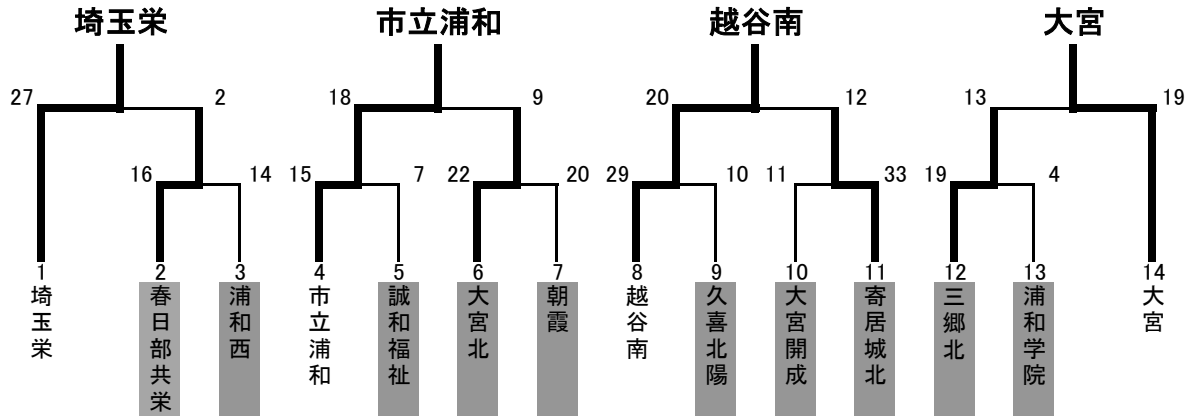 埼玉栄 市立浦和 越谷南 大宮
27 2 18 9 20 12 13 19
16 14 15 7 22 20 29 10 11 33 19 4
1 2 3 4 5 6 7 8 9 10 11 12 13 14
埼玉栄
春日部共栄
浦和西
市立浦和
誠和福祉
大宮北
朝霞
越谷南
久喜北陽
大宮開成
寄居城北
三郷北
浦和学院
大宮